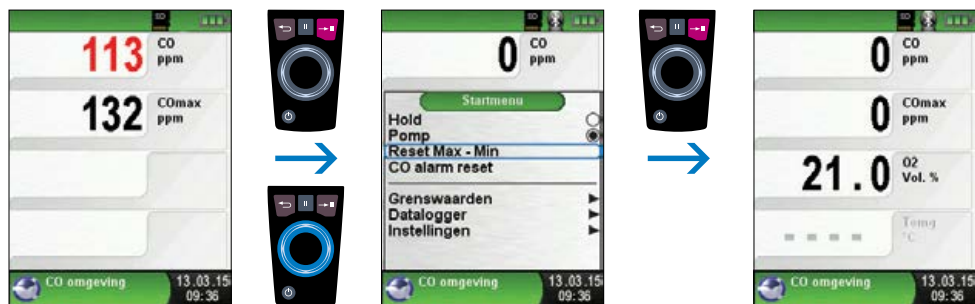 SD
113 CO
ppm
132 COmax
ppm
CO omgeving 13.03.15
09:36
SD
0 CO
ppm
Startmenu
Hold
Pomp
Reset Max - Min
CO alarm reset
Grenswaarden
Datalogger
Instellingen
CO omgeving 13.03.15
09:36
SD
0 CO
ppm
0 COmax
ppm
21.0 O2
Vol. %
- - - -
°C
CO omgeving 13.03.15
09:36